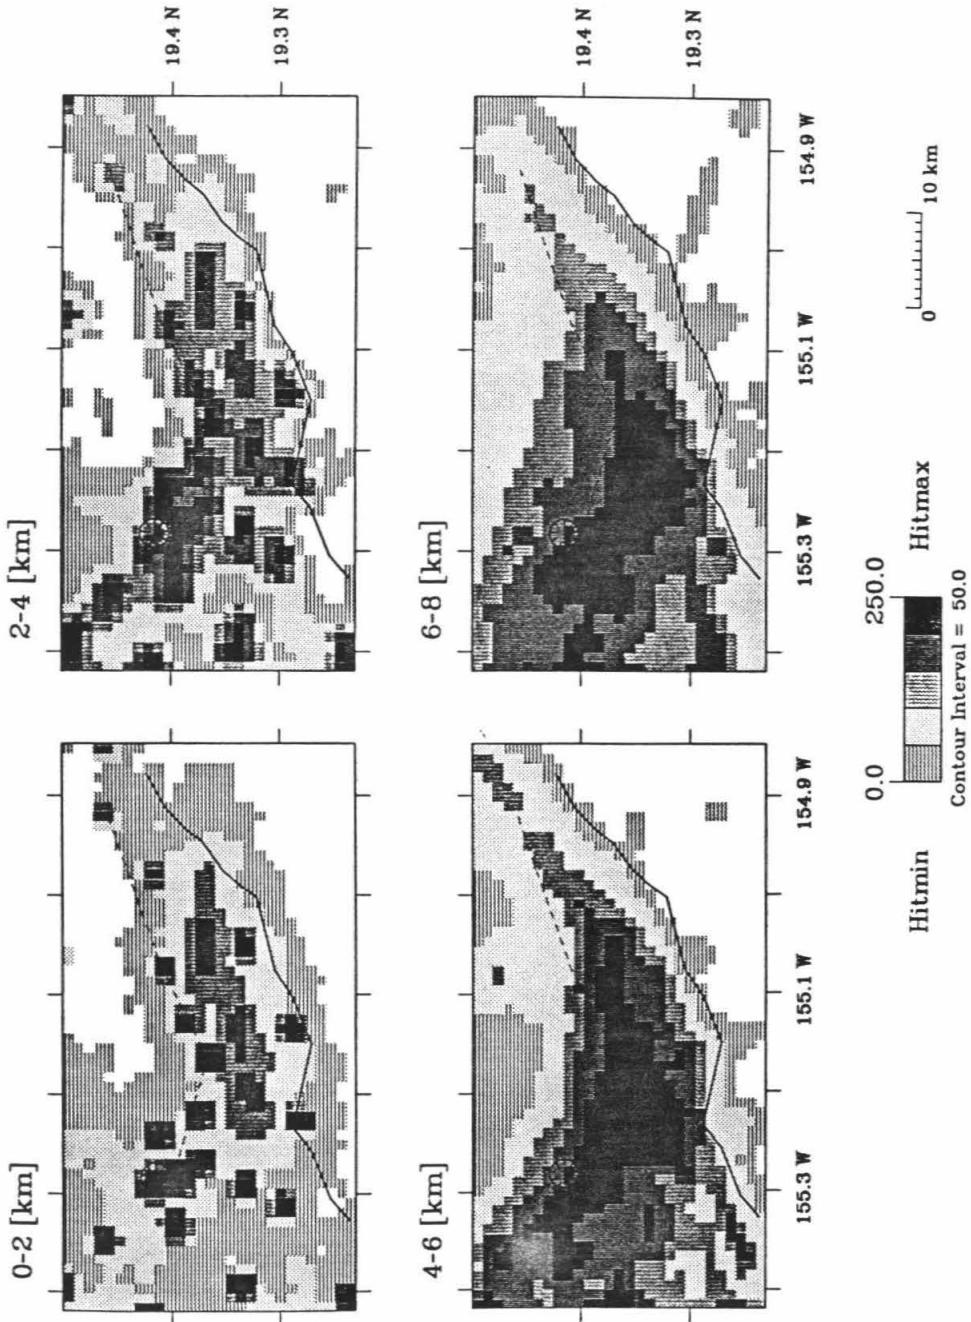 0-2 [km]
2-4 [km]
19.4 N
19.3 N
4-6 [km]
6-8 [km]
19.4 N
19.3 N
155.3 W
155.1 W
154.9 W
155.3 W
155.1 W
154.9 W
0.0
250.0
Hitmin
Hitmax
Contour Interval = 50.0
0
10 km